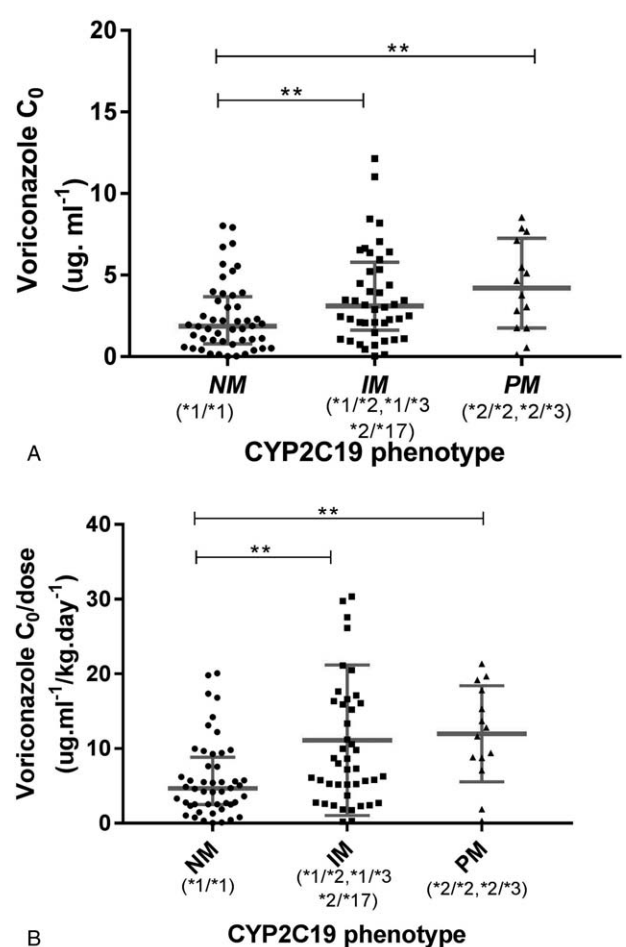 20
15
10
5
0
Voriconazole C0
(ug. ml-1)
**
**
NM
IM
PM
(*1/*1)
(*1/*2,*1/*3
*2/*17)
(*2/*2,*2/*3)
A
CYP2C19 phenotype
40
30
20
10
0
Voriconazole C0/dose
(ug.ml-1/kg.day-1)
**
**
NM
IM
PM
(*1/*1)
(*1/*2,*1/*3
*2/*17)
(*2/*2,*2/*3)
B
CYP2C19 phenotype